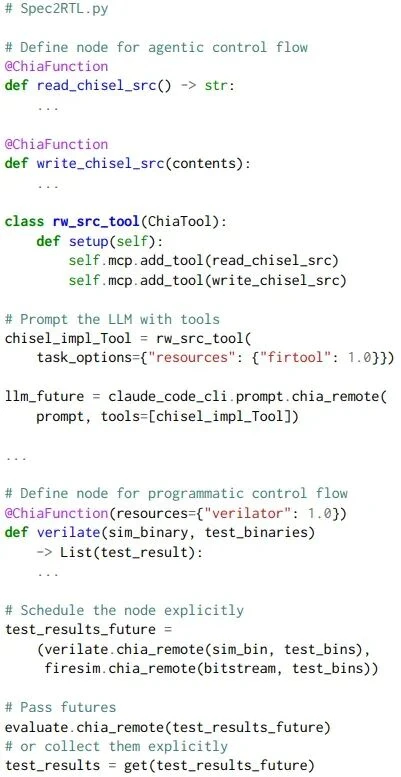 # Spec2RTL.py

# Define node for agentic control flow
@ChiaFunction
def read_chisel_src() -> str:
    ...

@ChiaFunction
def write_chisel_src(contents):
    ...

class rw_src_tool(ChiaTool):
    def setup(self):
        self.mcp.add_tool(read_chisel_src)
        self.mcp.add_tool(write_chisel_src)

# Prompt the LLM with tools
chisel_impl_Tool = rw_src_tool(
    task_options={"resources": {"firtool": 1.0}})

llm_future = claude_code_cli.prompt.chia_remote(
    prompt, tools=[chisel_impl_Tool])

...

# Define node for programmatic control flow
@ChiaFunction(resources={"verilator": 1.0})
def verilate(sim_binary, test_binaries)
    -> List(test_result):
    ...

# Schedule the node explicitly
test_results_future =
    (verilate.chia_remote(sim_bin, test_bins),
     firesim.chia_remote(bitstream, test_bins))

# Pass futures
evaluate.chia_remote(test_results_future)
# or collect them explicitly
test_results = get(test_results_future)